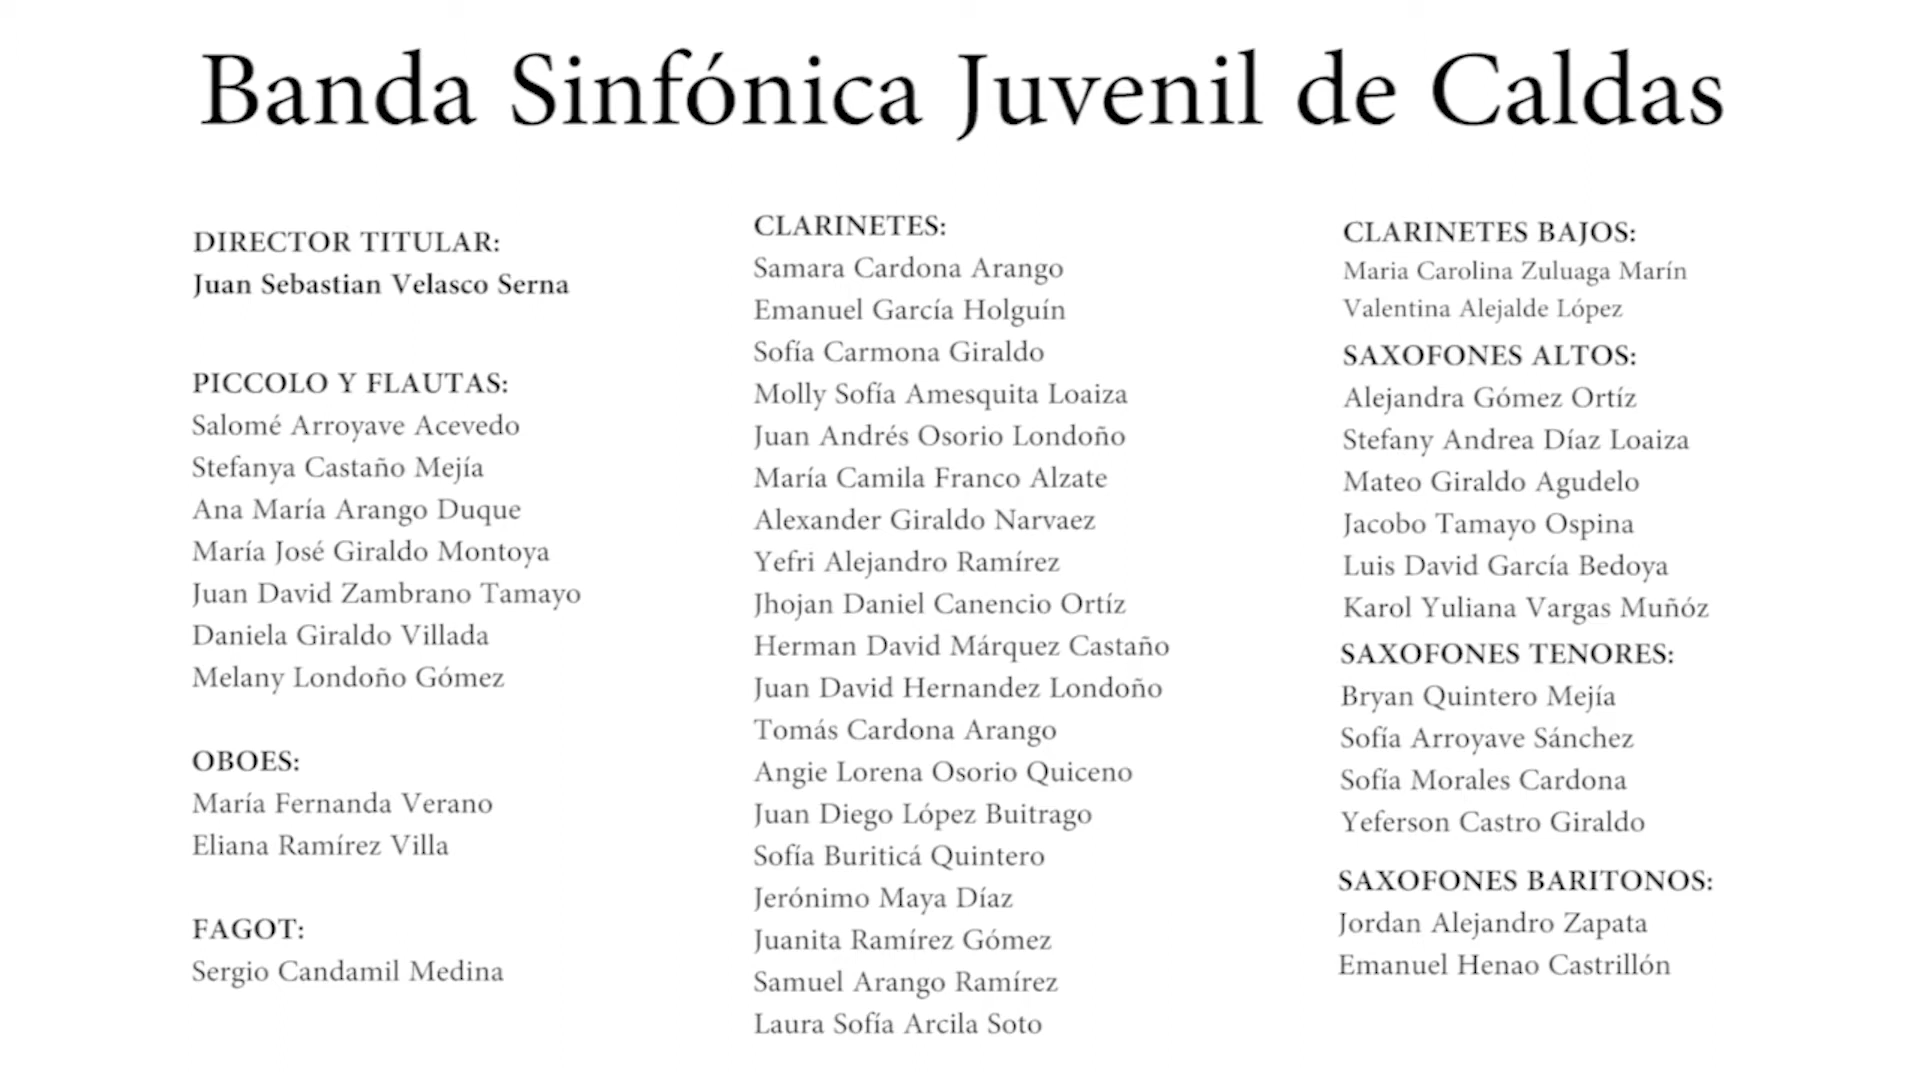 Banda Sinfónica Juvenil de Caldas
DIRECTOR TITULAR:
Juan Sebastian Velasco Serna
PICCOLO Y FLAUTAS:
Salomé Arroyave Acevedo
Stefanya Castaño Mejía
Ana María Arango Duque
María José Giraldo Montoya
Juan David Zambrano Tamayo
Daniela Giraldo Villada
Melany Londoño Gómez
OBOES:
María Fernanda Verano
Eliana Ramírez Villa
FAGOT:
Sergio Candamil Medina
CLARINETES:
Samara Cardona Arango
Emanuel García Holguín
Sofía Carmona Giraldo
Molly Sofía Amesquita Loaiza
Juan Andrés Osorio Londoño
María Camila Franco Alzate
Alexander Giraldo Narvaez
Yefri Alejandro Ramírez
Jhojan Daniel Canencio Ortíz
Herman David Márquez Castaño
Juan David Hernandez Londoño
Tomás Cardona Arango
Angie Lorena Osorio Quiceno
Juan Diego López Buitrago
Sofía Buriticá Quintero
Jerónimo Maya Díaz
Juanita Ramírez Gómez
Samuel Arango Ramírez
Laura Sofía Arcila Soto
CLARINETES BAJOS:
Maria Carolina Zuluaga Marín
Valentina Alejalde López
SAXOFONES ALTOS:
Alejandra Gómez Ortíz
Stefany Andrea Díaz Loaiza
Mateo Giraldo Agudelo
Jacobo Tamayo Ospina
Luis David García Bedoya
Karol Yuliana Vargas Muñóz
SAXOFONES TENORES:
Bryan Quintero Mejía
Sofía Arroyave Sánchez
Sofía Morales Cardona
Yeferson Castro Giraldo
SAXOFONES BARITONOS:
Jordan Alejandro Zapata
Emanuel Henao Castrillón